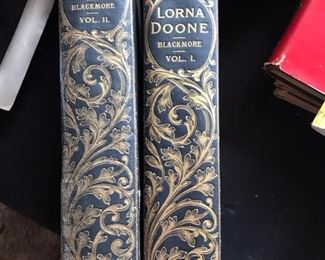 BLACKMORE
VOL. II.
LORNA
DOONE
BLACKMORE
VOL. I.